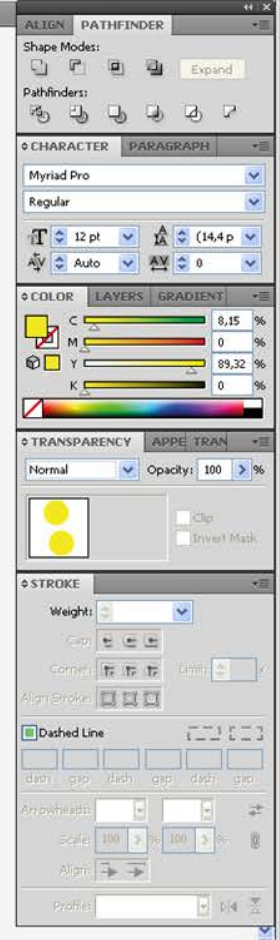 ALIGN PATHFINDER
Shape Modes:
Expand
Pathfinders:
CHARACTER PARAGRAPH
Myriad Pro
Regular
12 pt (14,4 p
Auto 0
COLOR LAYERS GRADIENT
C 8,15 %
M 0 %
Y 89,32 %
K 0 %
TRANSPARENCY APPE TRAN
Normal Opacity: 100 %
Clip
Invert Mask
STROKE
Weight:
Cap:
Corner: Limit: x
Align Stroke:
Dashed Line
dash gap dash gap dash gap
Arrowheads:
Scale: 100 % 100 %
Align:
Profile: